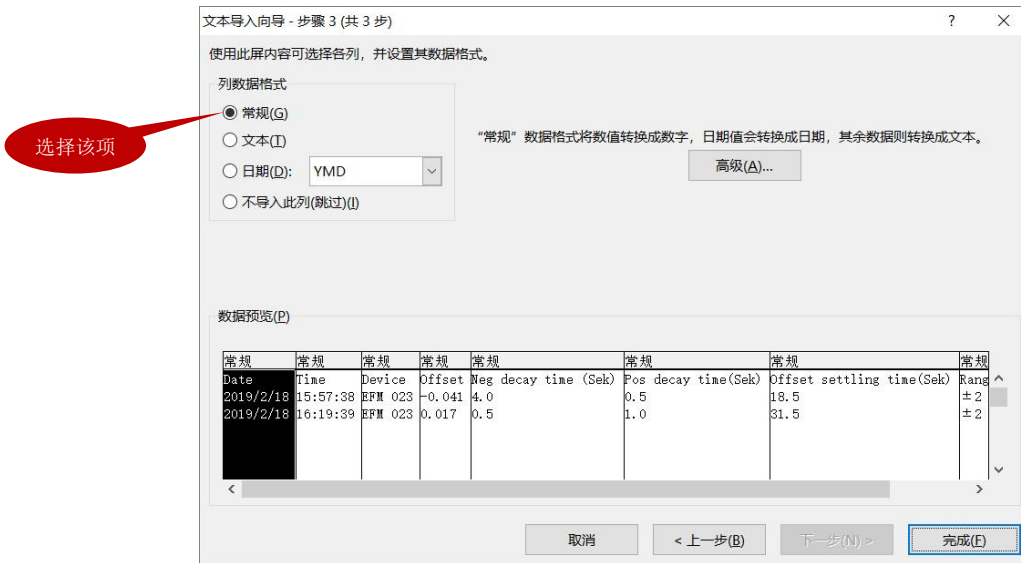 文本导入向导 - 步骤 3 (共 3 步)
使用此屏内容可选择各列，并设置其数据格式。
列数据格式
常规(G)
选择该项
文本(T)
日期(D): YMD
不导入此列(跳过)(I)
“常规”数据格式将数值转换成数字，日期值会转换成日期，其余数据则转换成文本。
高级(A)...
数据预览(P)
常规 常规 常规 常规 常规 常规 常规 常规
Date Time Device Offset Neg decay time (Sek) Pos decay time(Sek) Offset settling time(Sek) Rang
2019/2/18 15:57:38 EFM 023 -0.041 4.0 0.5 18.5 ±2
2019/2/18 16:19:39 EFM 023 0.017 0.5 1.0 31.5 ±2
取消 < 上一步(B) 下一步(N) > 完成(F)